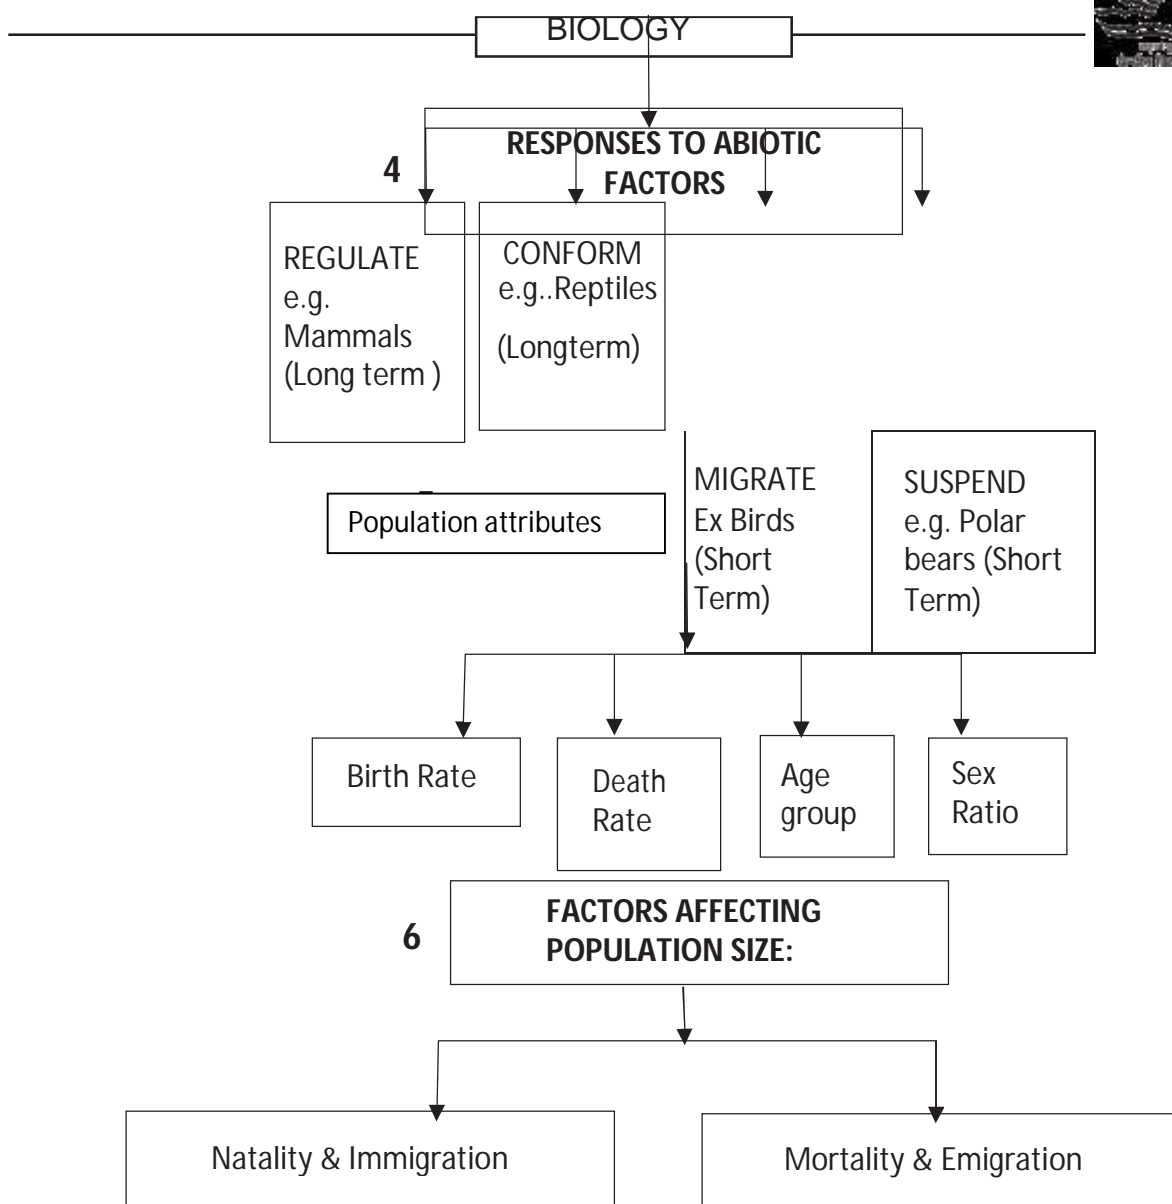 BIOLOGY
4
RESPONSES TO ABIOTIC
FACTORS
REGULATE
e.g.
Mammals
(Long term )
CONFORM
e.g..Reptiles
(Longterm)
MIGRATE
Ex Birds
(Short
Term)
SUSPEND
e.g. Polar
bears (Short
Term)
Population attributes
Birth Rate
Death
Rate
Age
group
Sex
Ratio
6
FACTORS AFFECTING
POPULATION SIZE:
Natality & Immigration
Mortality & Emigration